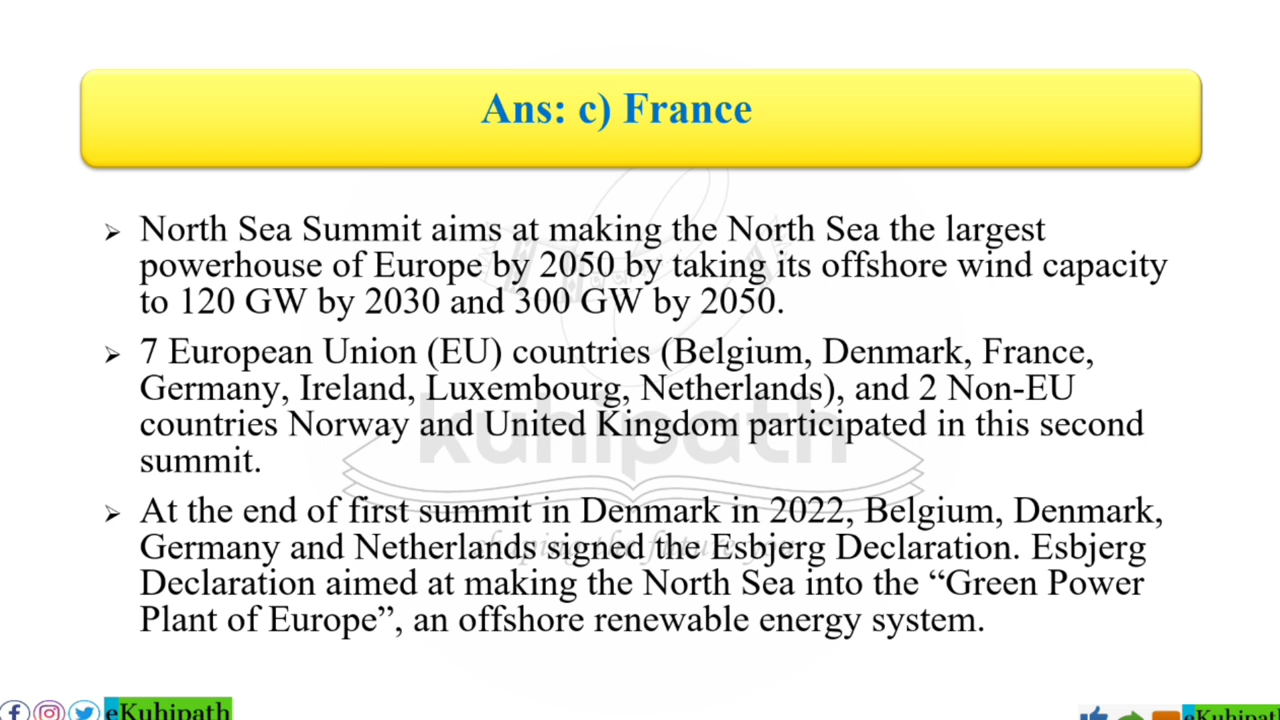 Ans: c) France
North Sea Summit aims at making the North Sea the largest
powerhouse of Europe by 2050 by taking its offshore wind capacity
to 120 GW by 2030 and 300 GW by 2050.
7 European Union (EU) countries (Belgium, Denmark, France,
Germany, Ireland, Luxembourg, Netherlands), and 2 Non-EU
countries Norway and United Kingdom participated in this second
summit.
At the end of first summit in Denmark in 2022, Belgium, Denmark,
Germany and Netherlands signed the Esbjerg Declaration. Esbjerg
Declaration aimed at making the North Sea into the “Green Power
Plant of Europe”, an offshore renewable energy system.
kuhipath
eKuhipath
eKuhipath